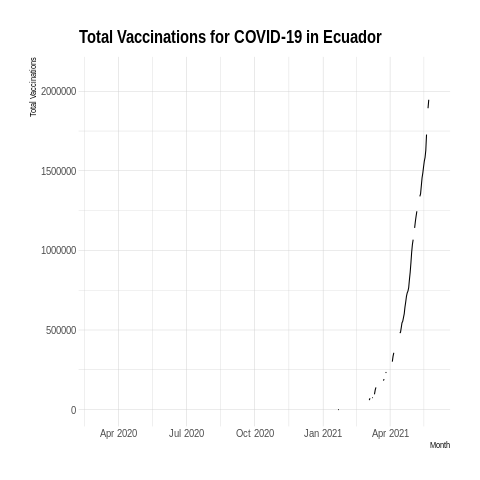 Total Vaccinations for COVID-19 in Ecuador
Total Vaccinations
2000000
1500000
1000000
500000
0
Apr 2020 Jul 2020 Oct 2020 Jan 2021 Apr 2021
Month